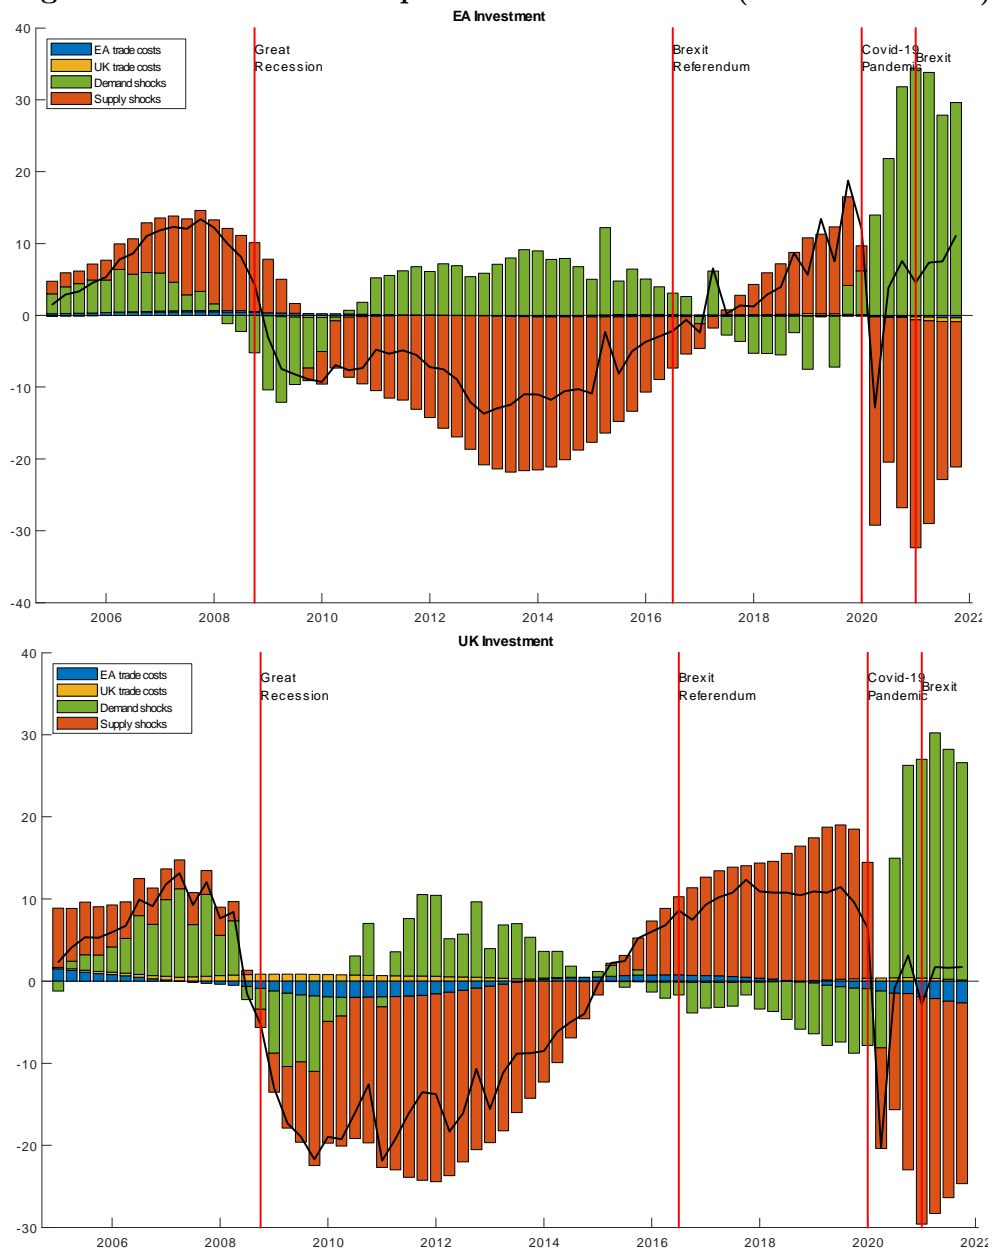 EA Investment
40
30
20
10
0
-10
-20
-30
-40
EA trade costs
UK trade costs
Demand shocks
Supply shocks
Great
Recession
Brexit
Referendum
Covid-19
Pandemic
Brexit
2006
2008
2010
2012
2014
2016
2018
2020
2022
UK Investment
40
30
20
10
0
-10
-20
-30
EA trade costs
UK trade costs
Demand shocks
Supply shocks
Great
Recession
Brexit
Referendum
Covid-19
Pandemic
Brexit
2006
2008
2010
2012
2014
2016
2018
2020
2022